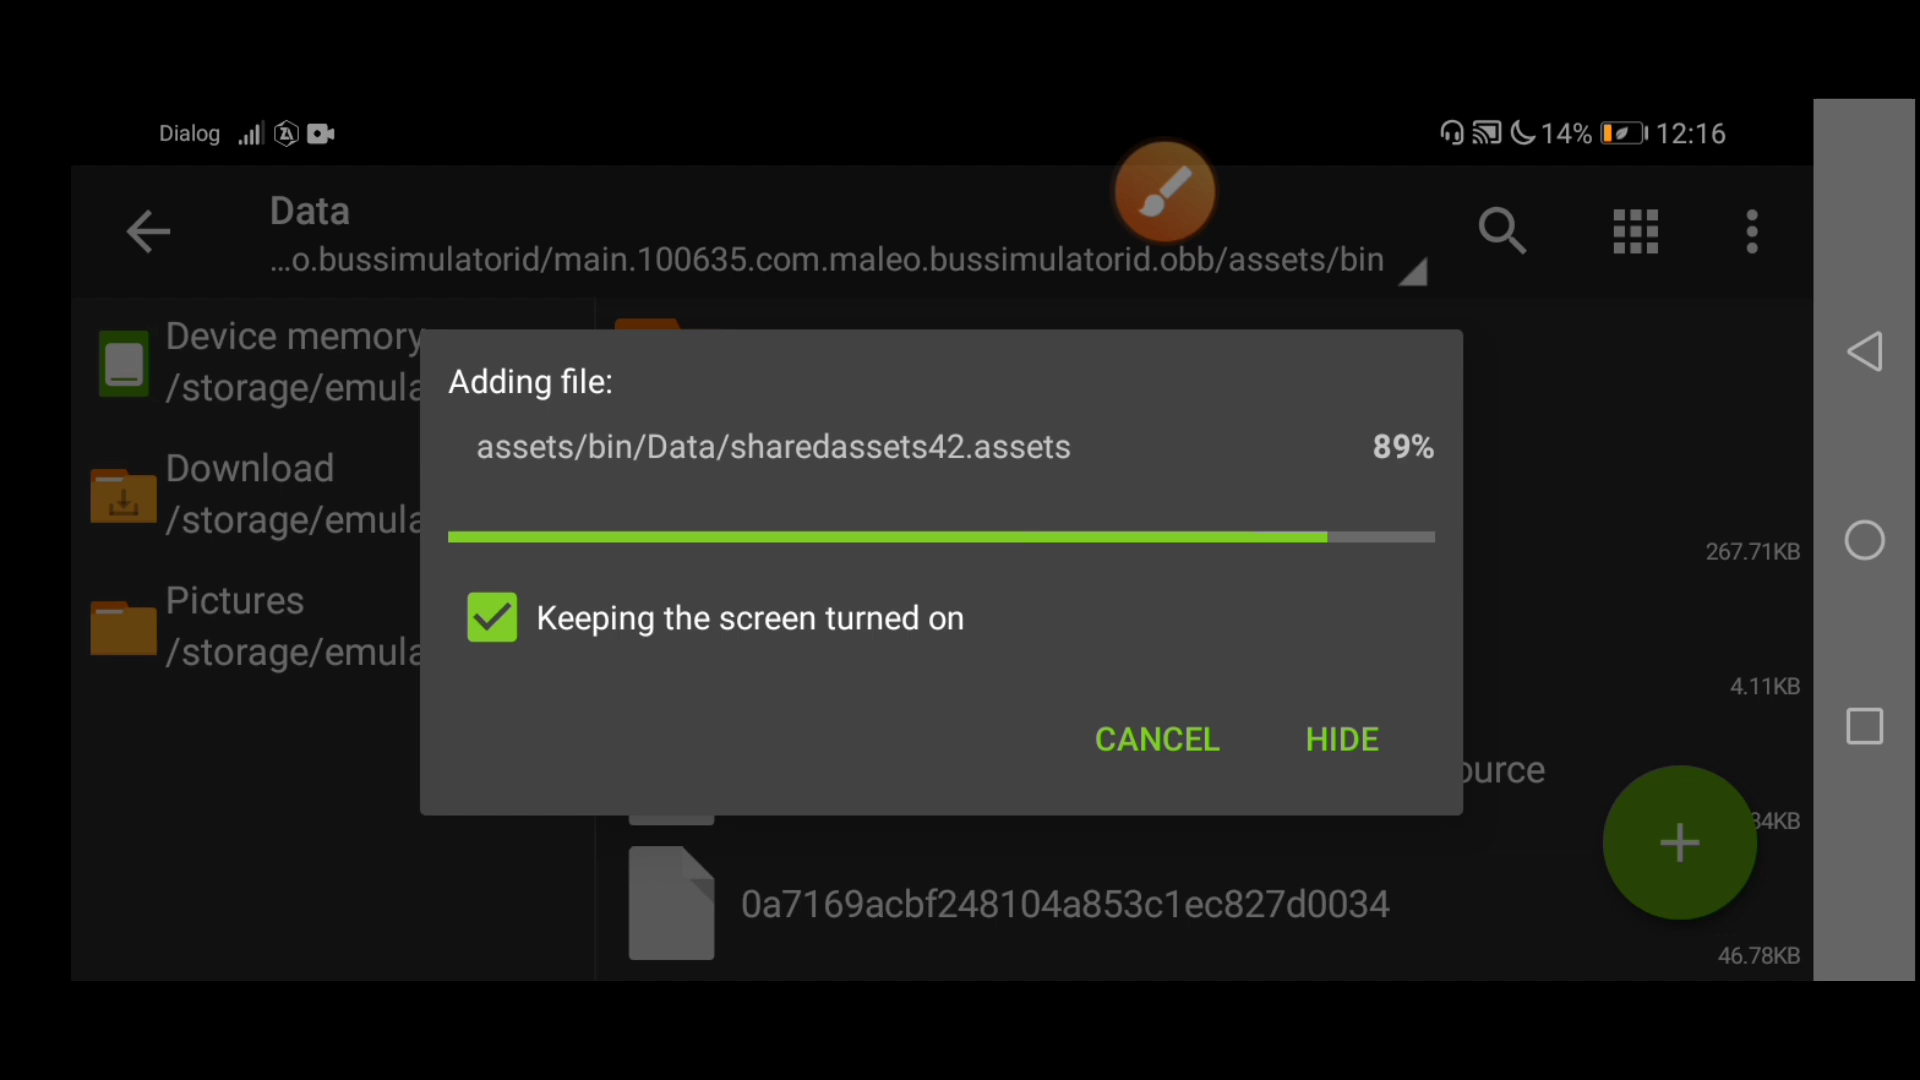 Dialog
14% 12:16
Data
...o.bussimulatorid/main.100635.com.maleo.bussimulatorid.obb/assets/bin
Device memory
/storage/emula
Download
/storage/emula
Pictures
/storage/emula
Adding file:
assets/bin/Data/sharedassets42.assets 89%
Keeping the screen turned on
CANCEL HIDE
267.71KB
4.11KB
ource
34KB
0a7169acbf248104a853c1ec827d0034
46.78KB